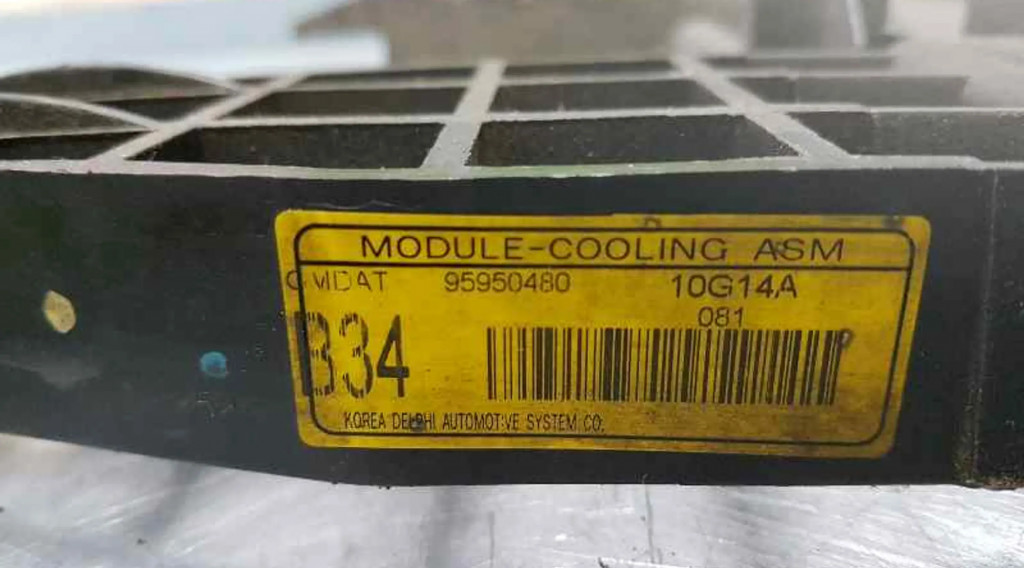 MODULE-COOLING ASM
GMDAT 95950480 10G14A
081
B34
KOREA DELPHI AUTOMOTIVE SYSTEM CO.